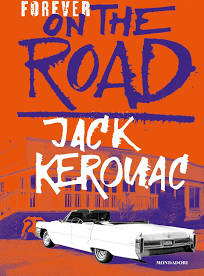 FOREVER
ON THE
ROAD
JACK
KEROUAC
MONDADORI